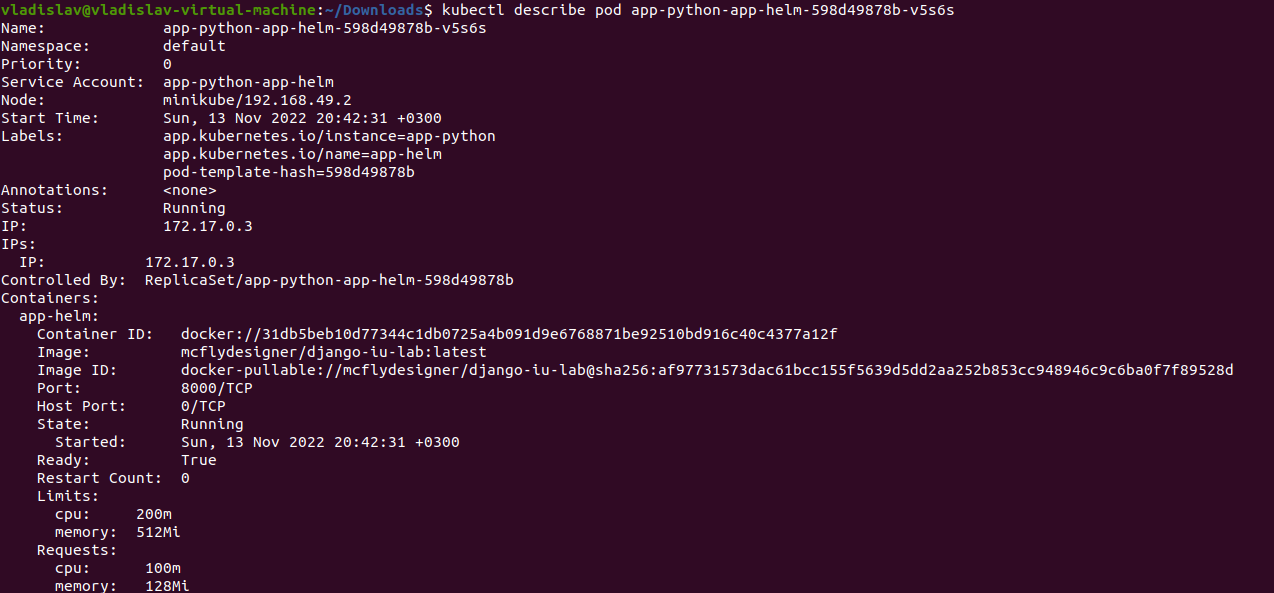 vladislav@vladislav-virtual-machine:~/Downloads$ kubectl describe pod app-python-app-helm-598d49878b-v5s6s
Name:             app-python-app-helm-598d49878b-v5s6s
Namespace:        default
Priority:         0
Service Account:  app-python-app-helm
Node:             minikube/192.168.49.2
Start Time:       Sun, 13 Nov 2022 20:42:31 +0300
Labels:           app.kubernetes.io/instance=app-python
                  app.kubernetes.io/name=app-helm
                  pod-template-hash=598d49878b
Annotations:      <none>
Status:           Running
IP:               172.17.0.3
IPs:
  IP:           172.17.0.3
Controlled By:  ReplicaSet/app-python-app-helm-598d49878b
Containers:
  app-helm:
    Container ID:   docker://31db5beb10d77344c1db0725a4b091d9e6768871be92510bd916c40c4377a12f
    Image:          mcflydesigner/django-iu-lab:latest
    Image ID:       docker-pullable://mcflydesigner/django-iu-lab@sha256:af97731573dac61bcc155f5639d5dd2aa252b853cc948946c9c6ba0f7f89528d
    Port:           8000/TCP
    Host Port:      0/TCP
    State:          Running
      Started:      Sun, 13 Nov 2022 20:42:31 +0300
    Ready:          True
    Restart Count:  0
    Limits:
      cpu:     200m
      memory:  512Mi
    Requests:
      cpu:      100m
      memory:   128Mi